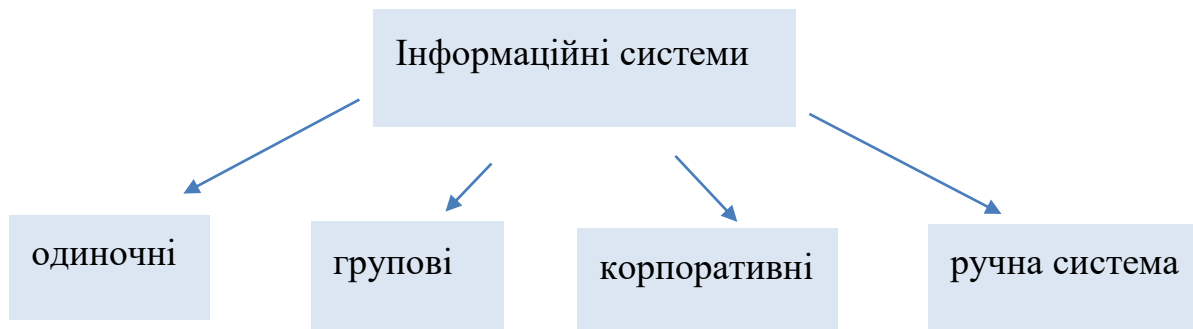 Інформаційні системи
одиночні
групові
корпоративні
ручна система